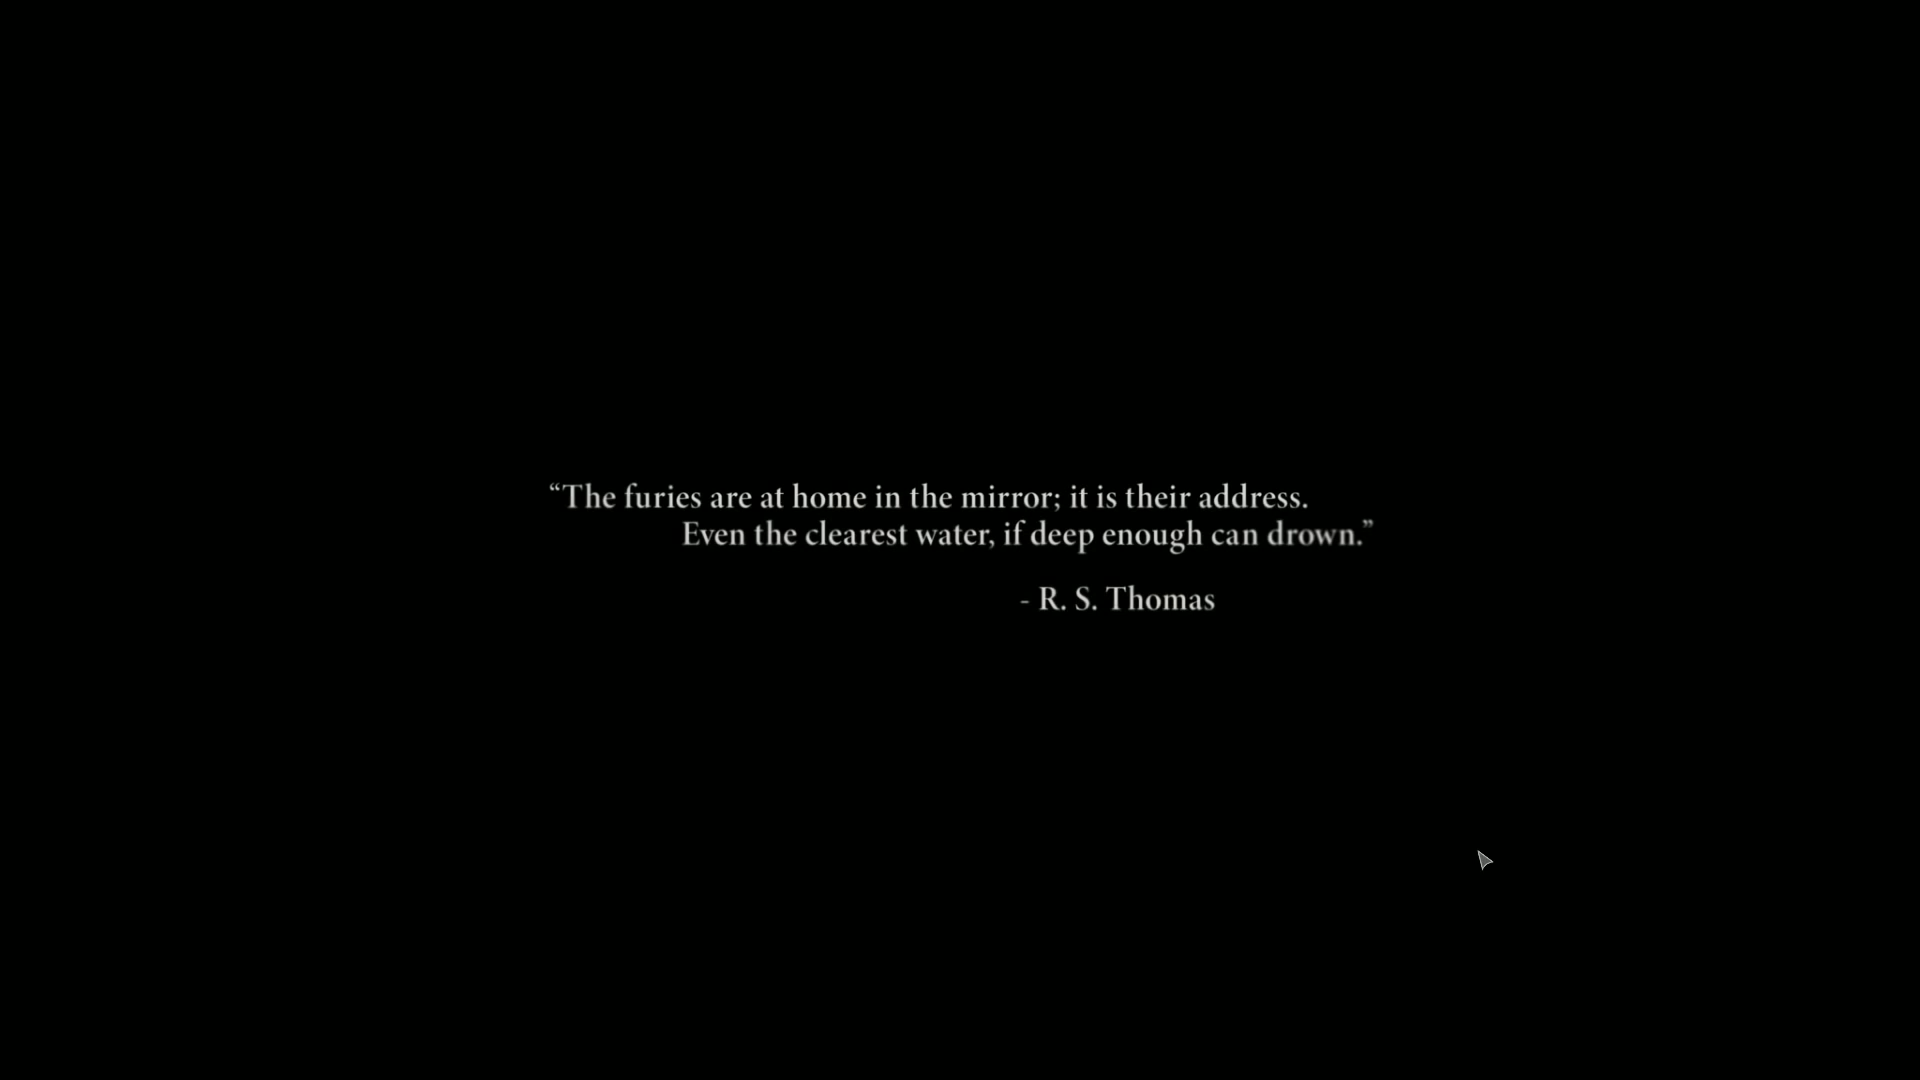 “The furies are at home in the mirror; it is their address.
Even the clearest water, if deep enough can drown.”
- R. S. Thomas